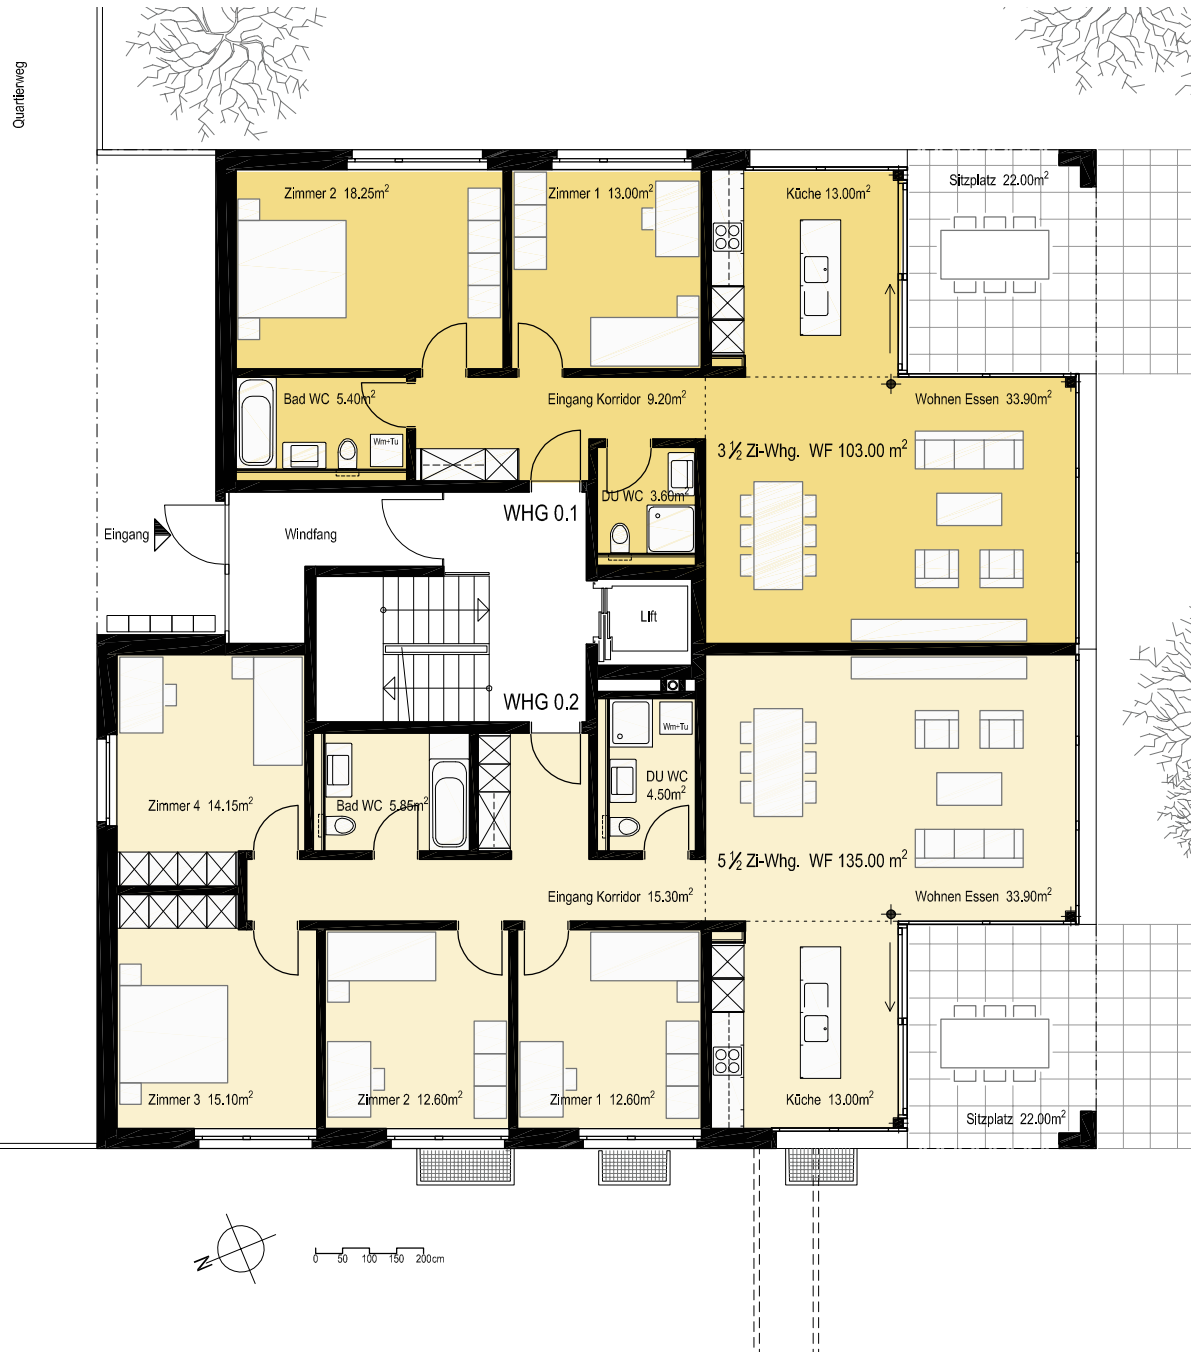 Quartierweg
Zimmer 2 18.25m²
Zimmer 1 13.00m²
Küche 13.00m²
Sitzplatz 22.00m²
Bad WC 5.40m²
Wm+Tu
Eingang Korridor 9.20m²
Wohnen Essen 33.90m²
3 ½ Zi-Whg. WF 103.00 m²
DU WC 3.60m²
WHG 0.1
Eingang
Windfang
Lift
WHG 0.2
Wm+Tu
DU WC
4.50m²
Zimmer 4 14.15m²
Bad WC 5.85m²
5 ½ Zi-Whg. WF 135.00 m²
Eingang Korridor 15.30m²
Wohnen Essen 33.90m²
Zimmer 3 15.10m²
Zimmer 2 12.60m²
Zimmer 1 12.60m²
Küche 13.00m²
Sitzplatz 22.00m²
N
0 50 100 150 200cm